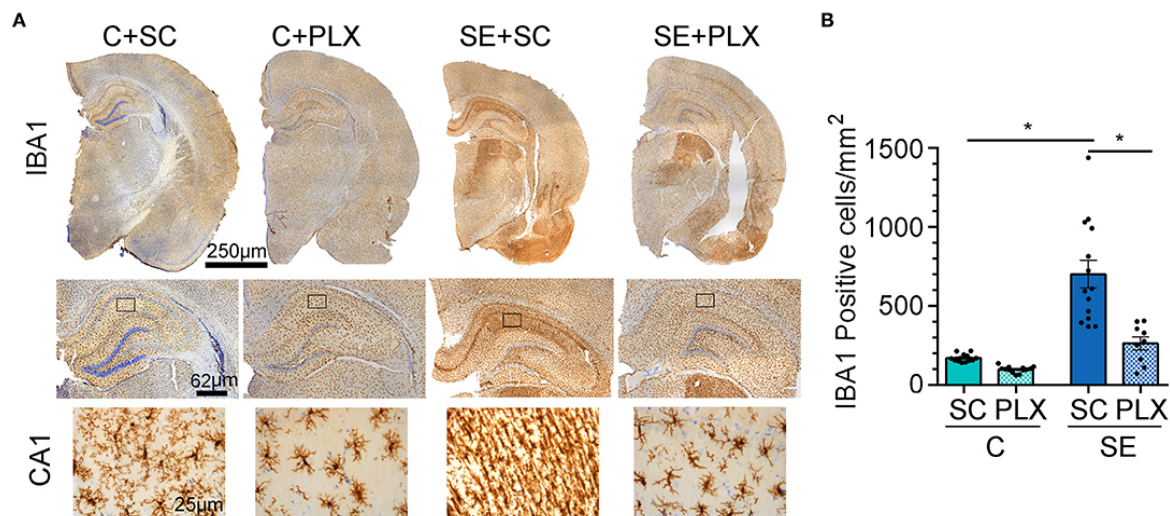 A
C+SC C+PLX SE+SC SE+PLX
IBA1
250µm
62µm
CA1
25µm
B
IBA1 Positive cells/mm²
* *
1500
1000
500
0
SC PLX SC PLX
C SE